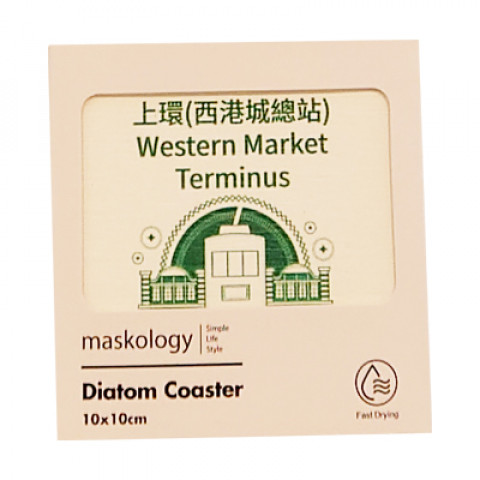 上環(西港城總站)
Western Market
Terminus
maskology
Simple
Life
Style
Diatom Coaster
10x10cm
Fast Drying